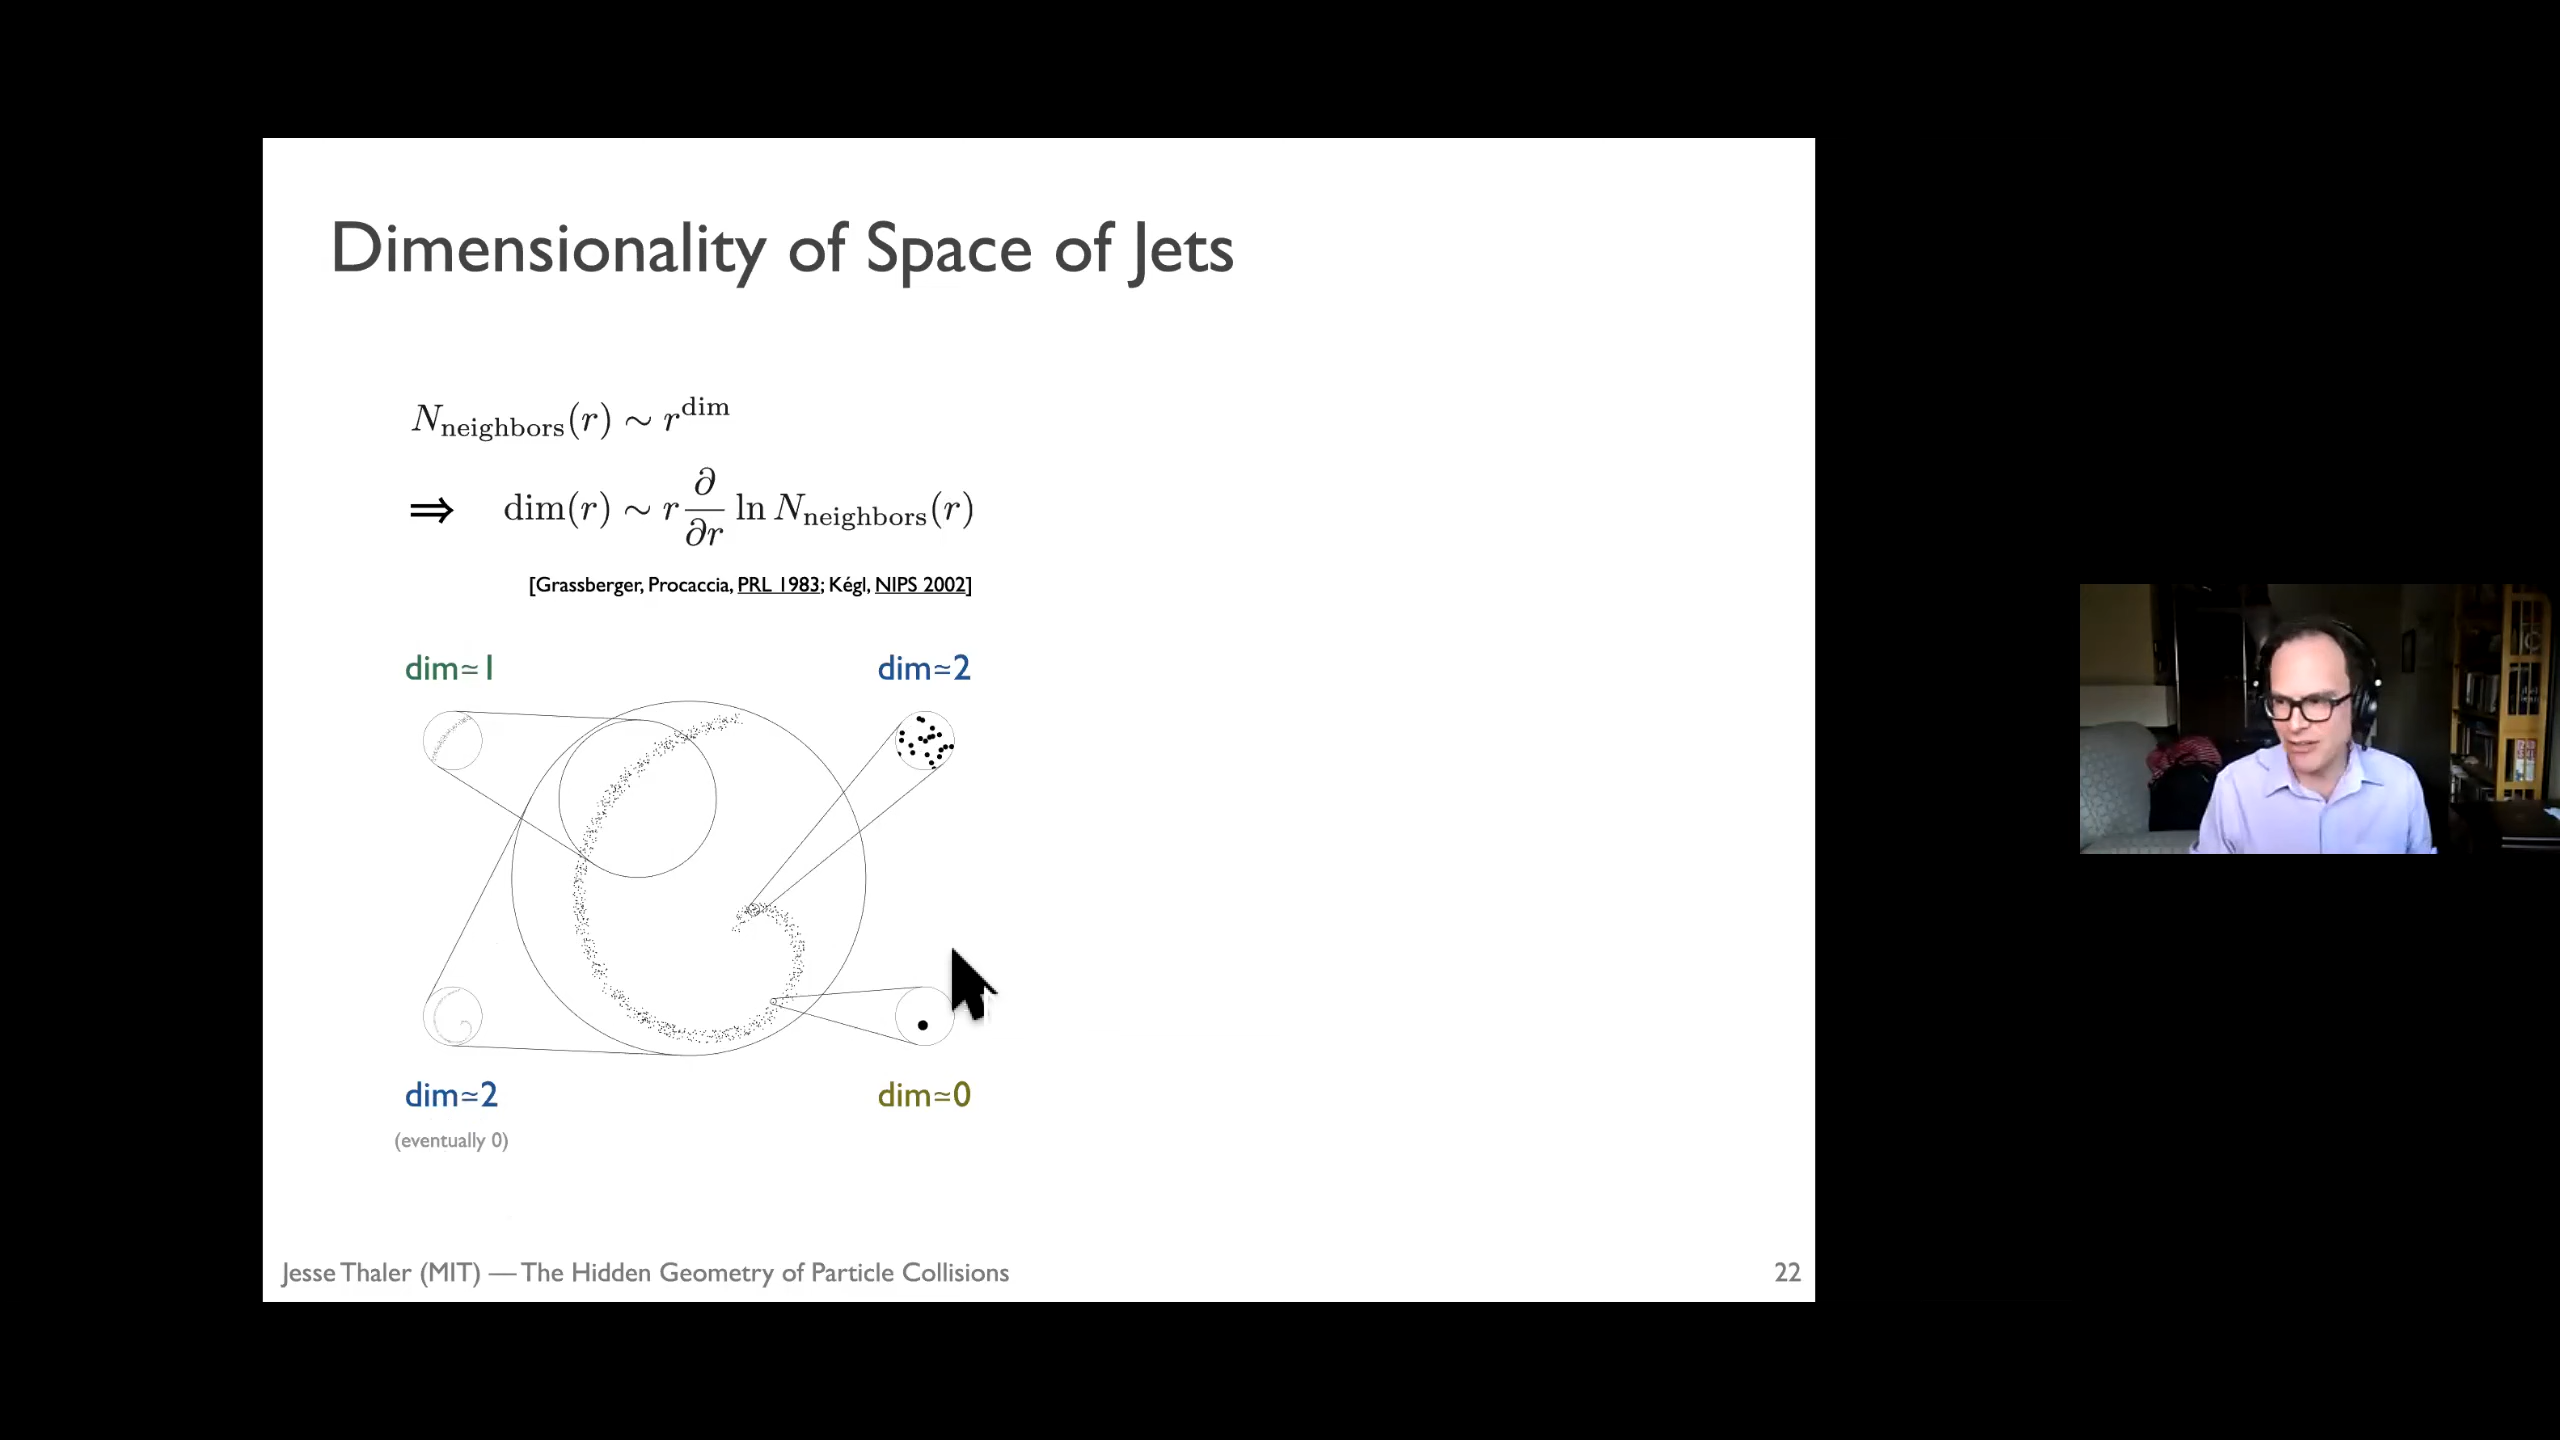 Dimensionality of Space of Jets
N_neighbors(r) ∼ r^dim
⇒ dim(r) ∼ r ∂/∂r ln N_neighbors(r)
[Grassberger, Procaccia, PRL 1983; Kégl, NIPS 2002]
dim≃1
dim≃2
dim≃2
dim≃0
(eventually 0)
Jesse Thaler (MIT) — The Hidden Geometry of Particle Collisions
22